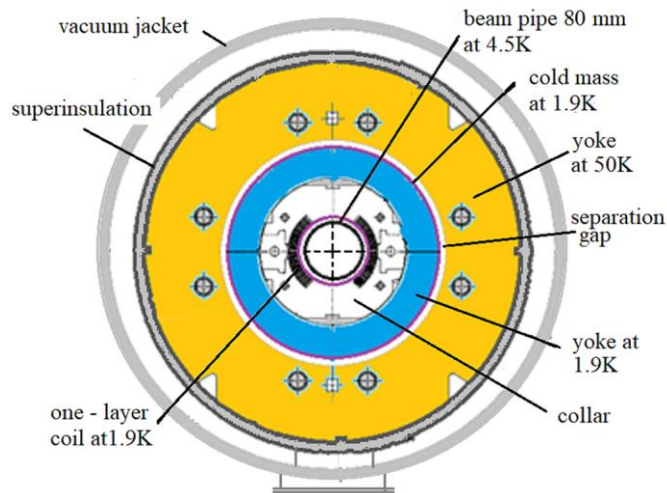 vacuum jacket
superinsulation
beam pipe 80 mm
at 4.5K
cold mass
at 1.9K
yoke
at 50K
separation
gap
yoke at
1.9K
collar
one - layer
coil at1.9K